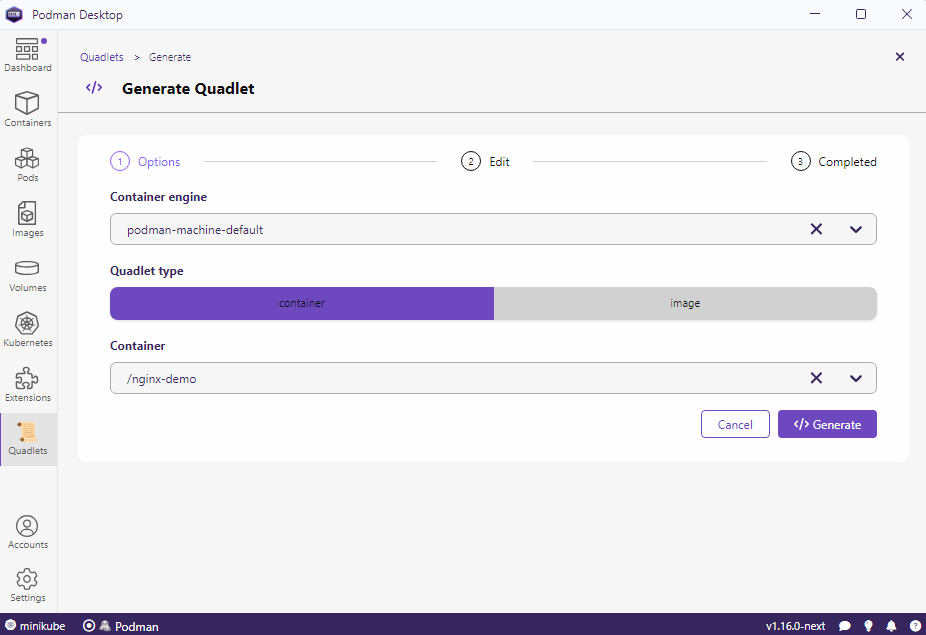 Podman Desktop
Dashboard
Containers
Pods
Images
Volumes
Kubernetes
Extensions
Quadlets
Accounts
Settings
Quadlets > Generate
</> Generate Quadlet
1 Options 2 Edit 3 Completed
Container engine
podman-machine-default
Quadlet type
container image
Container
/nginx-demo
Cancel </> Generate
minikube Podman v1.16.0-next